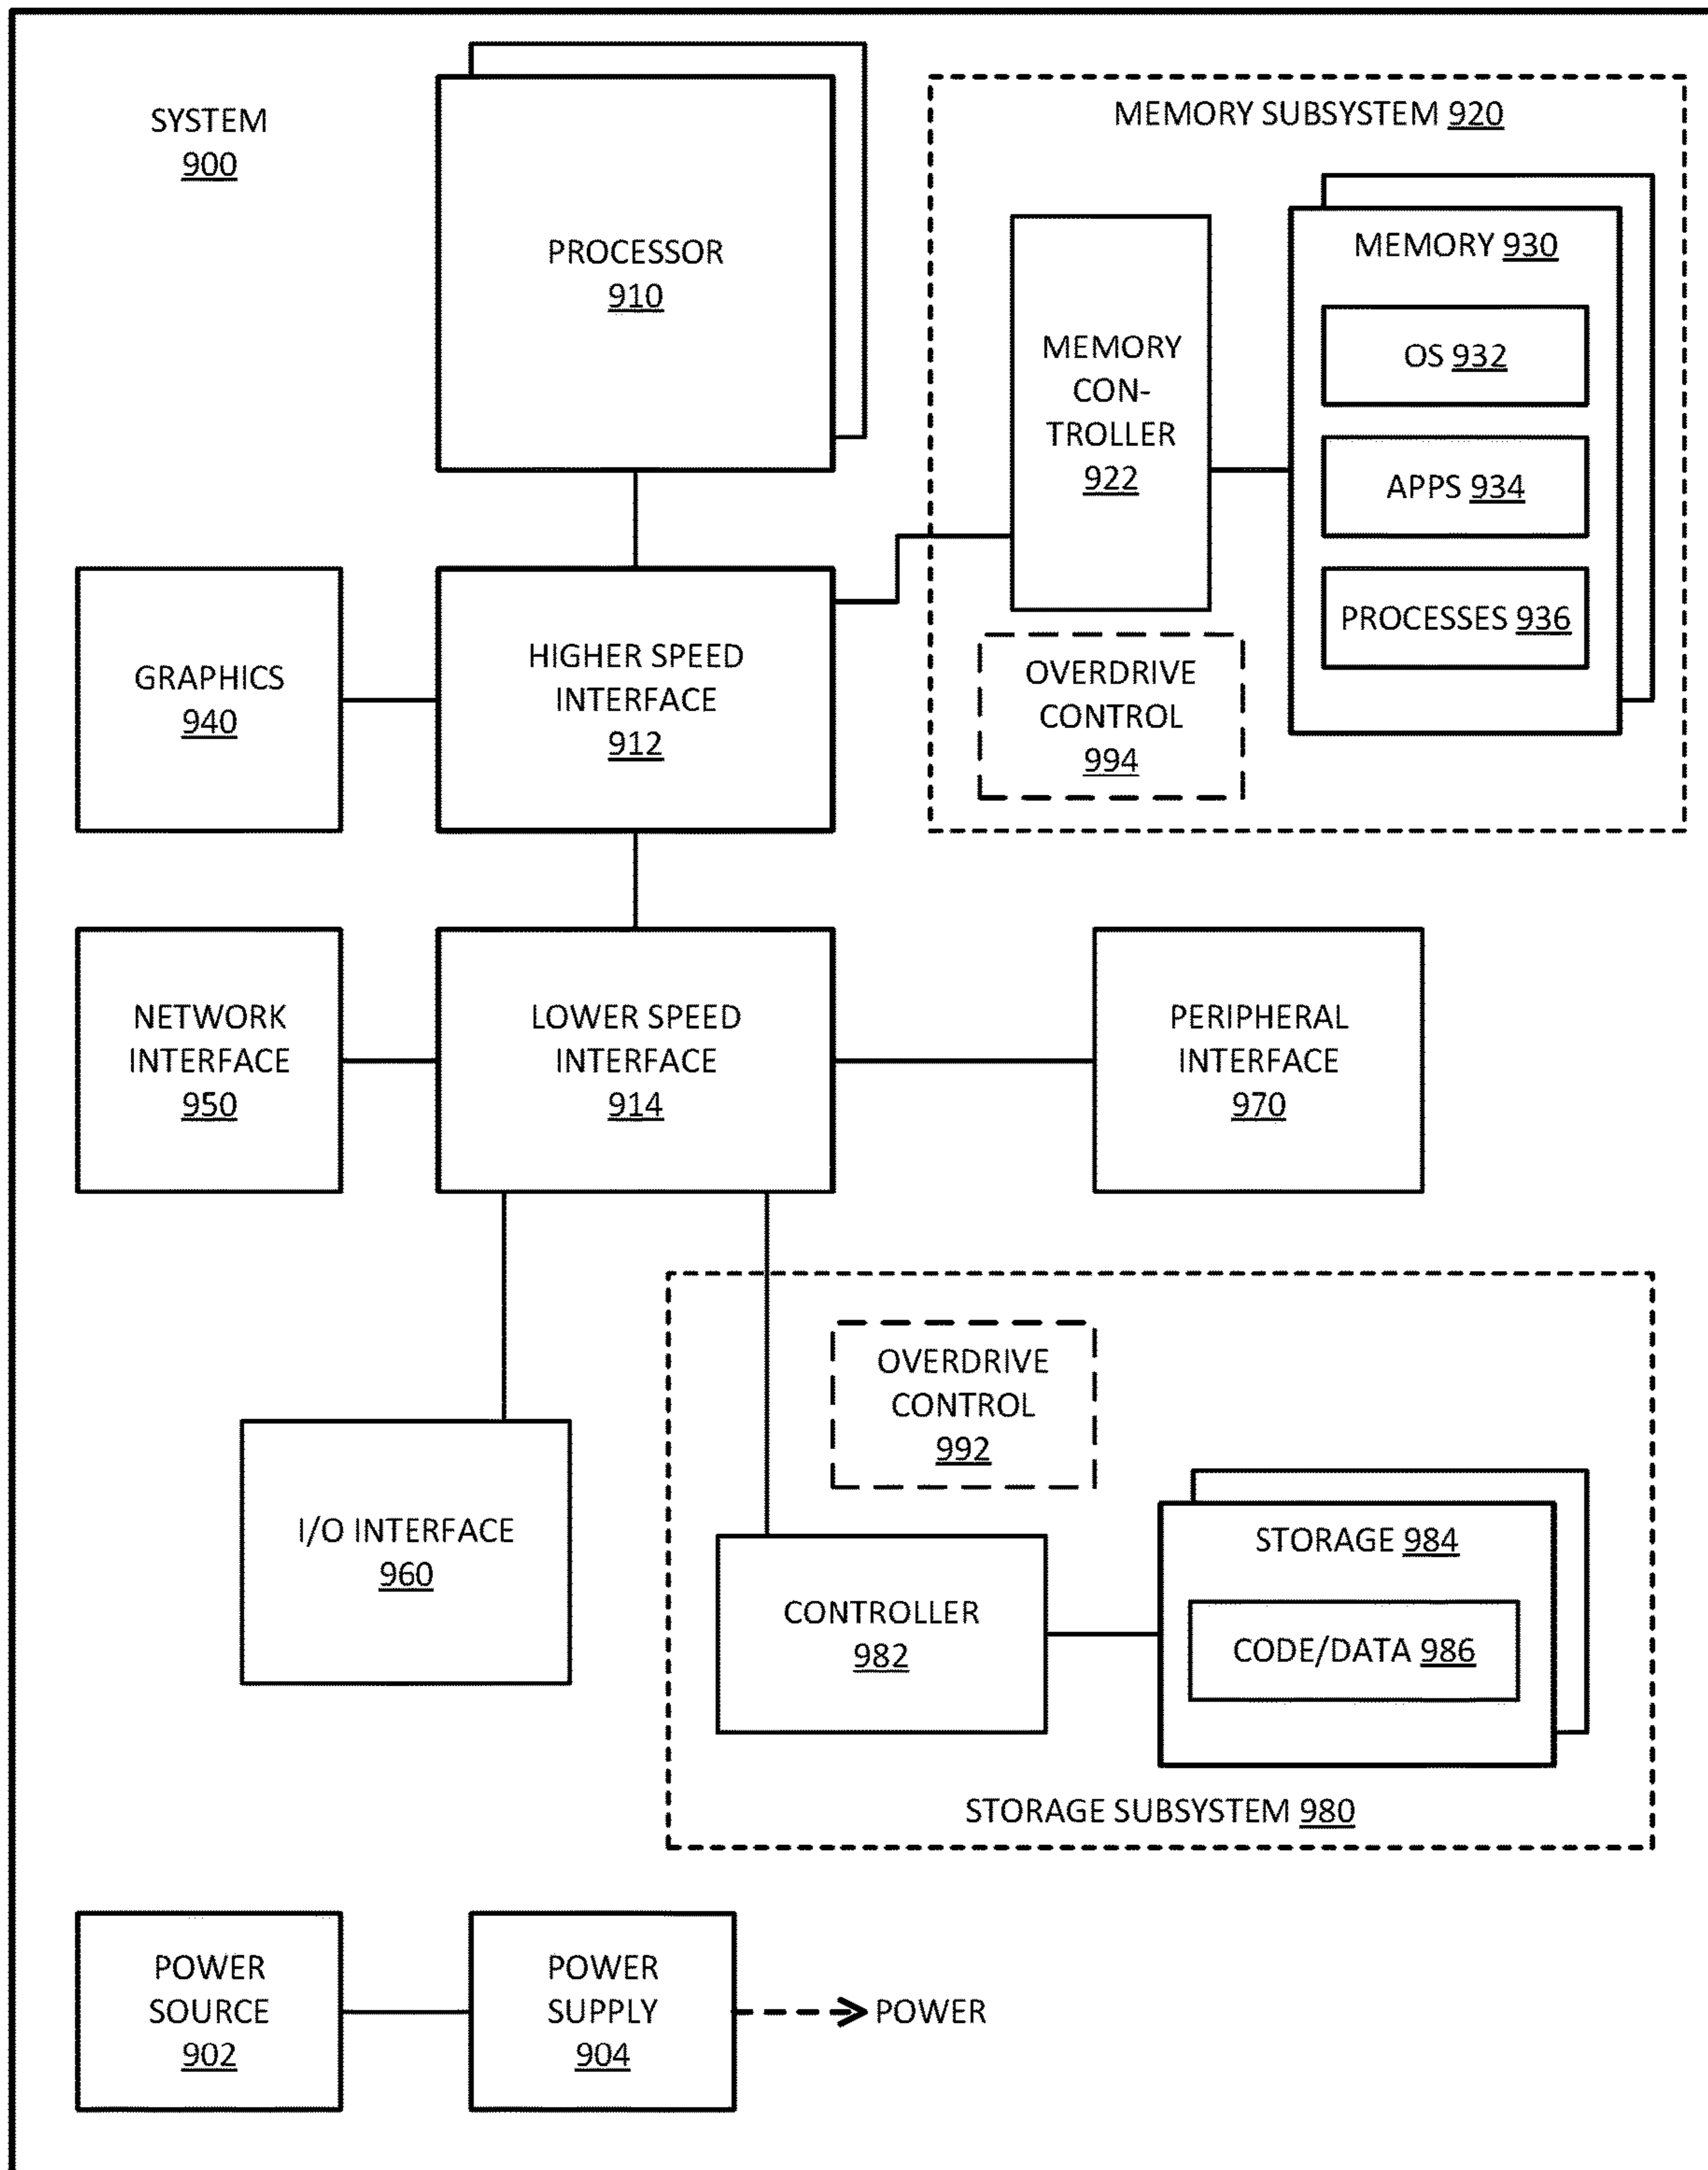 SYSTEM
900
PROCESSOR
910
MEMORY SUBSYSTEM 920
MEMORY
CON-
TROLLER
922
MEMORY 930
OS 932
APPS 934
PROCESSES 936
OVERDRIVE
CONTROL
994
GRAPHICS
940
HIGHER SPEED
INTERFACE
912
NETWORK
INTERFACE
950
LOWER SPEED
INTERFACE
914
PERIPHERAL
INTERFACE
970
I/O INTERFACE
960
OVERDRIVE
CONTROL
992
CONTROLLER
982
STORAGE 984
CODE/DATA 986
STORAGE SUBSYSTEM 980
POWER
SOURCE
902
POWER
SUPPLY
904
POWER